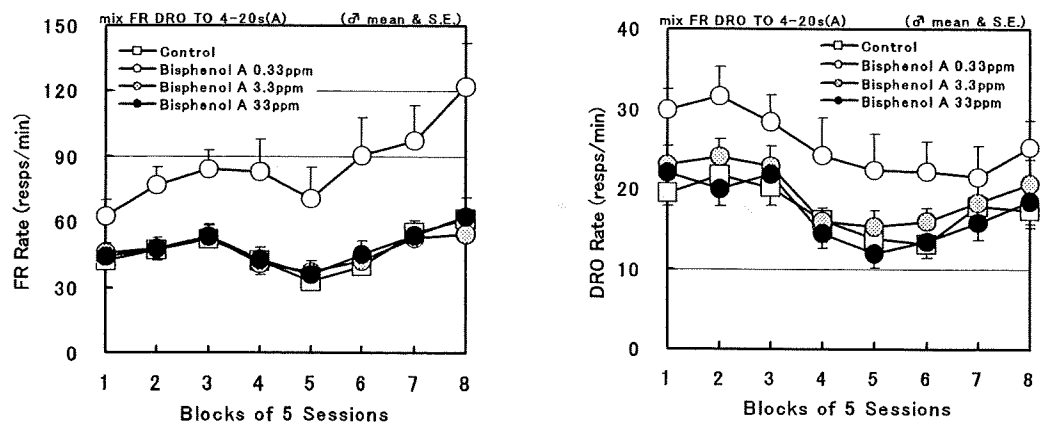 mix FR DRO TO 4-20s(A) (♂ mean & S.E.)
150
120
90
60
30
0
FR Rate (resps/min)
Control
Bisphenol A 0.33ppm
Bisphenol A 3.3ppm
Bisphenol A 33ppm
1 2 3 4 5 6 7 8
Blocks of 5 Sessions
mix FR DRO TO 4-20s(A) (♂ mean & S.E.)
40
30
20
10
0
DRO Rate (resps/min)
Control
Bisphenol A 0.33ppm
Bisphenol A 3.3ppm
Bisphenol A 33ppm
1 2 3 4 5 6 7 8
Blocks of 5 Sessions